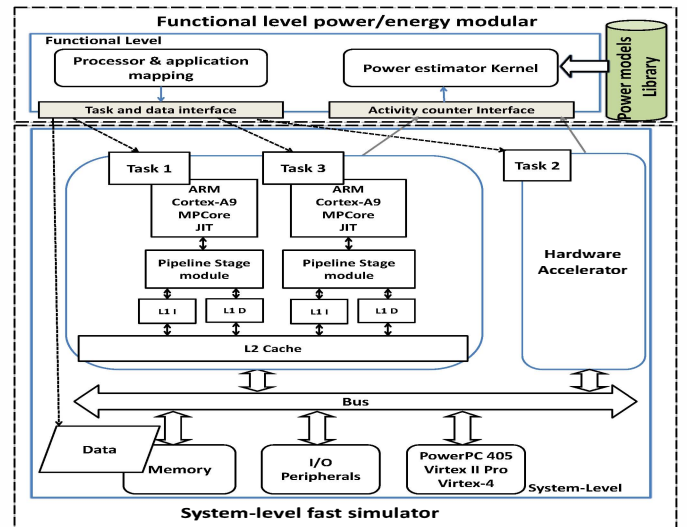 Functional level power/energy modular
Functional Level
Processor & application
mapping
Power estimator Kernel
Power models
Library
Task and data interface
Activity counter Interface
Task 1
Task 3
Task 2
ARM
Cortex-A9
MPCore
JIT
ARM
Cortex-A9
MPCore
JIT
Hardware
Accelerator
Pipeline Stage
module
Pipeline Stage
module
L1 I
L1 D
L1 I
L1 D
L2 Cache
Bus
Data
Memory
I/O
Peripherals
PowerPC 405
Virtex II Pro
Virtex-4
System-Level
System-level fast simulator